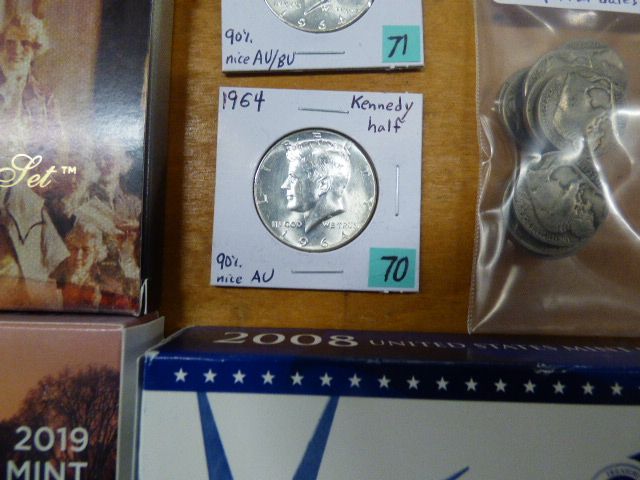 1964
90%
nice AU/BU
71
1964
Kennedy
half
LIBERTY
IN GOD WE TRUST
1964
90%
nice AU
70
Set™
2008 UNITED STATES MINT
2019
MINT